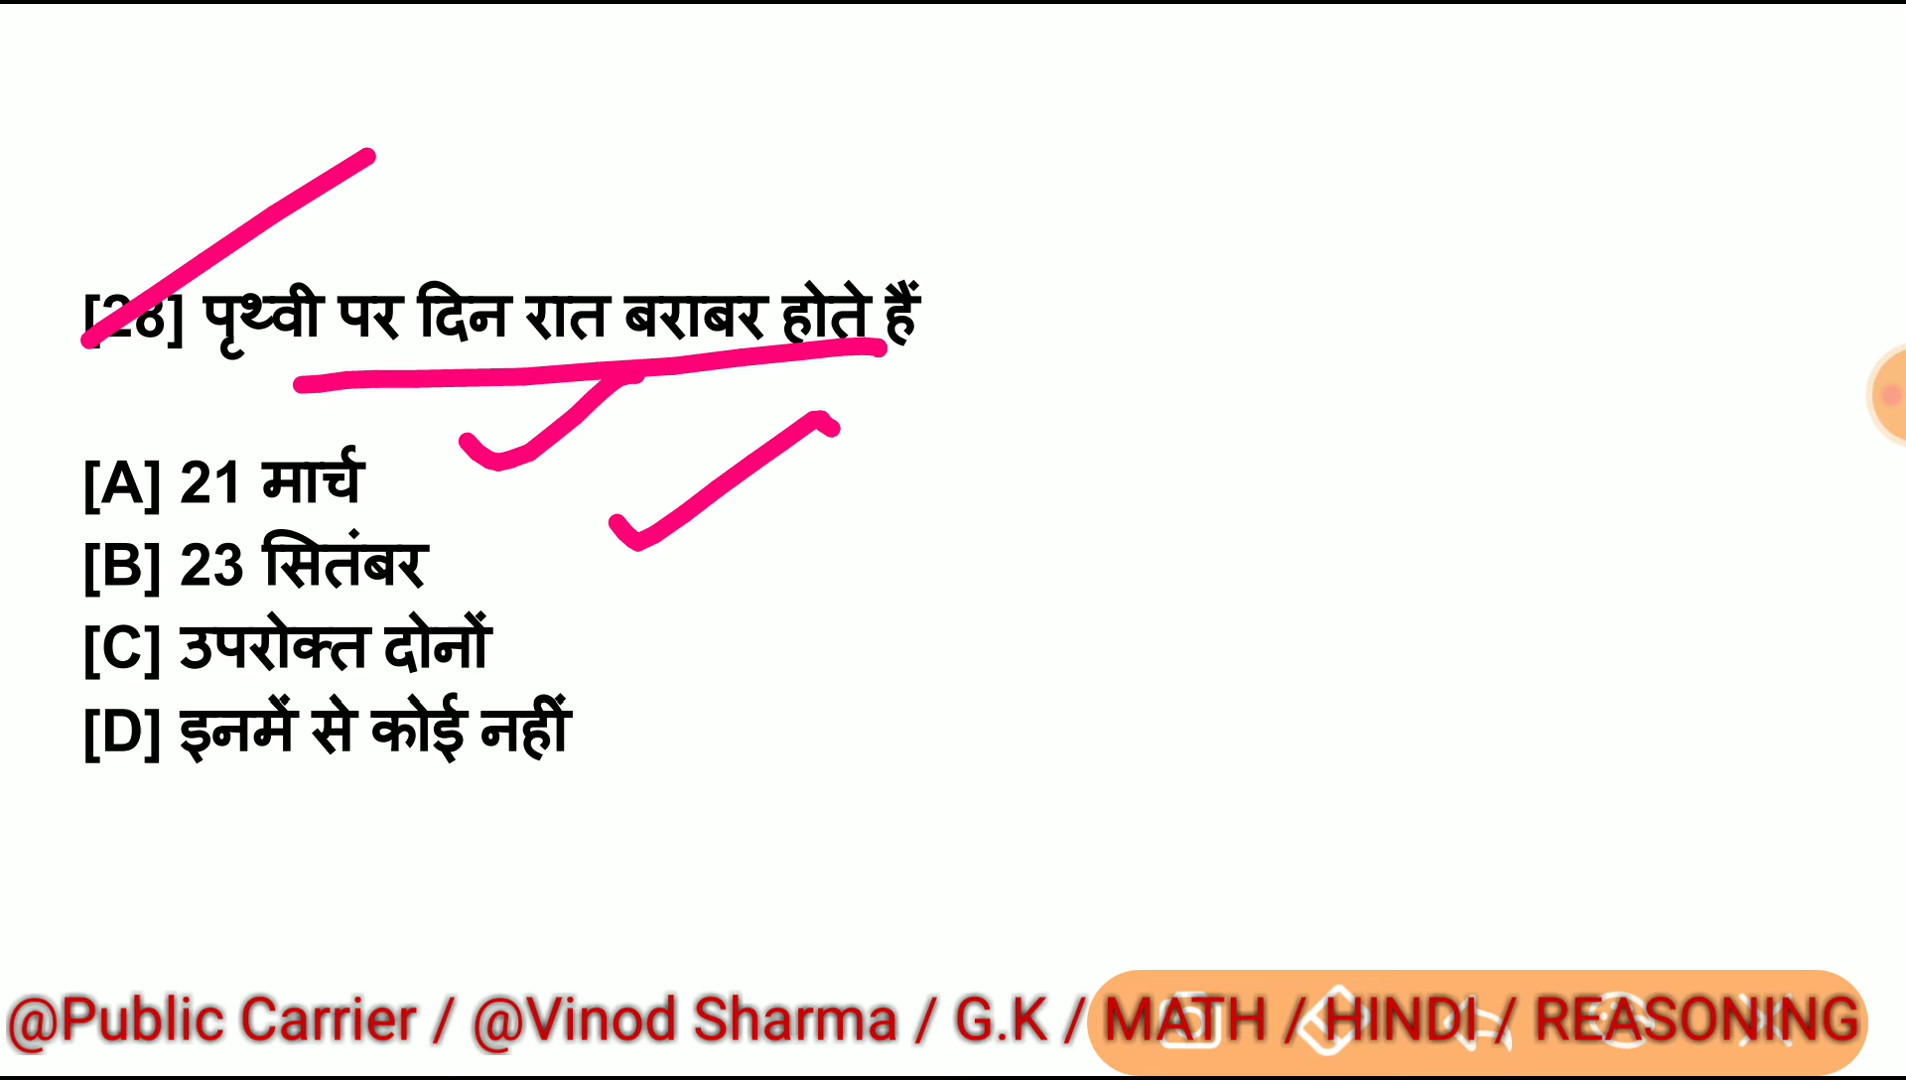 [28] पृथ्वी पर दिन रात बराबर होते हैं
[A] 21 मार्च
[B] 23 सितंबर
[C] उपरोक्त दोनों
[D] इनमें से कोई नहीं
@Public Carrier / @Vinod Sharma / G.K / MATH / HINDI / REASONING